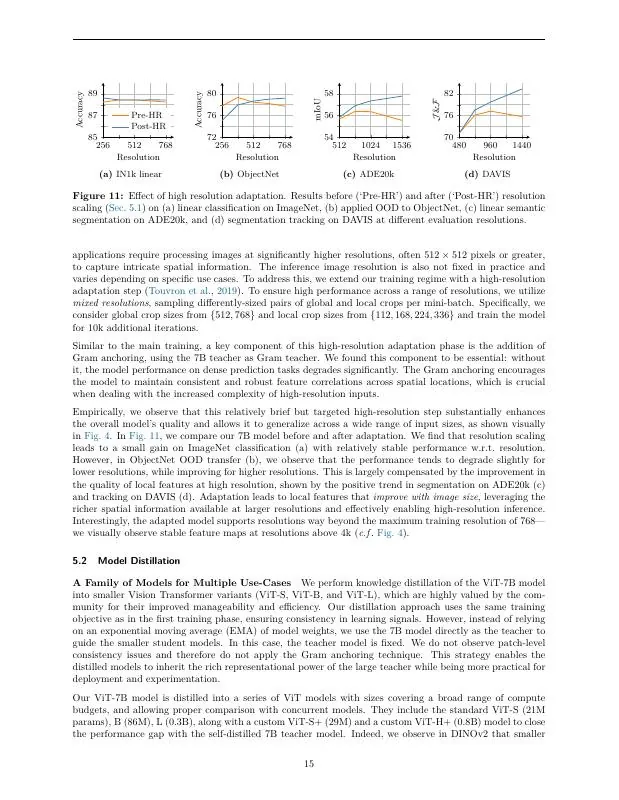 89
87
85
Accuracy
Pre-HR
Post-HR
256 512 768
Resolution
80
76
72
Accuracy
256 512 768
Resolution
58
56
54
mIoU
512 1024 1536
Resolution
82
76
70
J&F
480 960 1440
Resolution
(a) IN1k linear
(b) ObjectNet
(c) ADE20k
(d) DAVIS
Figure 11: Effect of high resolution adaptation. Results before (‘Pre-HR’) and after (‘Post-HR’) resolution
scaling (Sec. 5.1) on (a) linear classification on ImageNet, (b) applied OOD to ObjectNet, (c) linear semantic
segmentation on ADE20k, and (d) segmentation tracking on DAVIS at different evaluation resolutions.
applications require processing images at significantly higher resolutions, often 512 × 512 pixels or greater,
to capture intricate spatial information. The inference image resolution is also not fixed in practice and
varies depending on specific use cases. To address this, we extend our training regime with a high-resolution
adaptation step (Touvron et al., 2019). To ensure high performance across a range of resolutions, we utilize
mixed resolutions, sampling differently-sized pairs of global and local crops per mini-batch. Specifically, we
consider global crop sizes from {512, 768} and local crop sizes from {112, 168, 224, 336} and train the model
for 10k additional iterations.
Similar to the main training, a key component of this high-resolution adaptation phase is the addition of
Gram anchoring, using the 7B teacher as Gram teacher. We found this component to be essential: without
it, the model performance on dense prediction tasks degrades significantly. The Gram anchoring encourages
the model to maintain consistent and robust feature correlations across spatial locations, which is crucial
when dealing with the increased complexity of high-resolution inputs.
Empirically, we observe that this relatively brief but targeted high-resolution step substantially enhances
the overall model’s quality and allows it to generalize across a wide range of input sizes, as shown visually
in Fig. 4. In Fig. 11, we compare our 7B model before and after adaptation. We find that resolution scaling
leads to a small gain on ImageNet classification (a) with relatively stable performance w.r.t. resolution.
However, in ObjectNet OOD transfer (b), we observe that the performance tends to degrade slightly for
lower resolutions, while improving for higher resolutions. This is largely compensated by the improvement in
the quality of local features at high resolution, shown by the positive trend in segmentation on ADE20k (c)
and tracking on DAVIS (d). Adaptation leads to local features that improve with image size, leveraging the
richer spatial information available at larger resolutions and effectively enabling high-resolution inference.
Interestingly, the adapted model supports resolutions way beyond the maximum training resolution of 768—
we visually observe stable feature maps at resolutions above 4k (c.f. Fig. 4).
5.2 Model Distillation
A Family of Models for Multiple Use-Cases We perform knowledge distillation of the ViT-7B model
into smaller Vision Transformer variants (ViT-S, ViT-B, and ViT-L), which are highly valued by the com-
munity for their improved manageability and efficiency. Our distillation approach uses the same training
objective as in the first training phase, ensuring consistency in learning signals. However, instead of relying
on an exponential moving average (EMA) of model weights, we use the 7B model directly as the teacher to
guide the smaller student models. In this case, the teacher model is fixed. We do not observe patch-level
consistency issues and therefore do not apply the Gram anchoring technique. This strategy enables the
distilled models to inherit the rich representational power of the large teacher while being more practical for
deployment and experimentation.
Our ViT-7B model is distilled into a series of ViT models with sizes covering a broad range of compute
budgets, and allowing proper comparison with concurrent models. They include the standard ViT-S (21M
params), B (86M), L (0.3B), along with a custom ViT-S+ (29M) and a custom ViT-H+ (0.8B) model to close
the performance gap with the self-distilled 7B teacher model. Indeed, we observe in DINOv2 that smaller
15